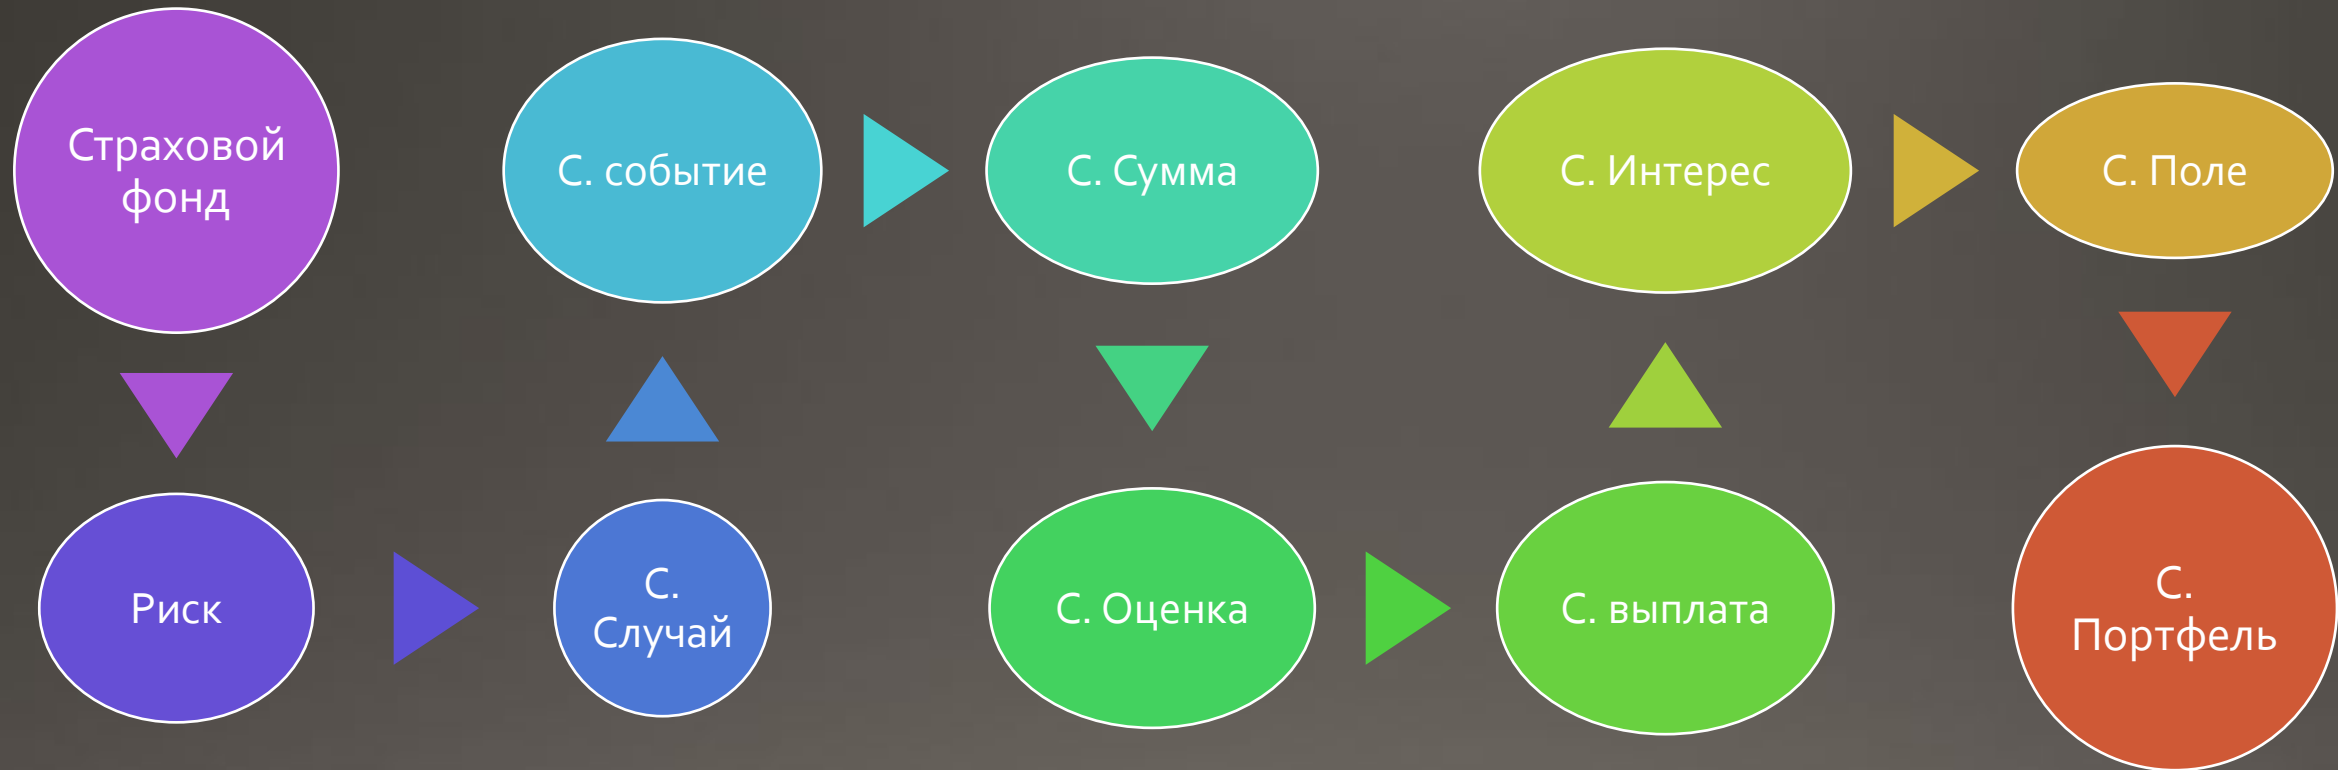 Страховой
фонд
Риск
С.
Случай
С. событие
С. Сумма
С. Оценка
С. выплата
С. Интерес
С. Поле
С.
Портфель